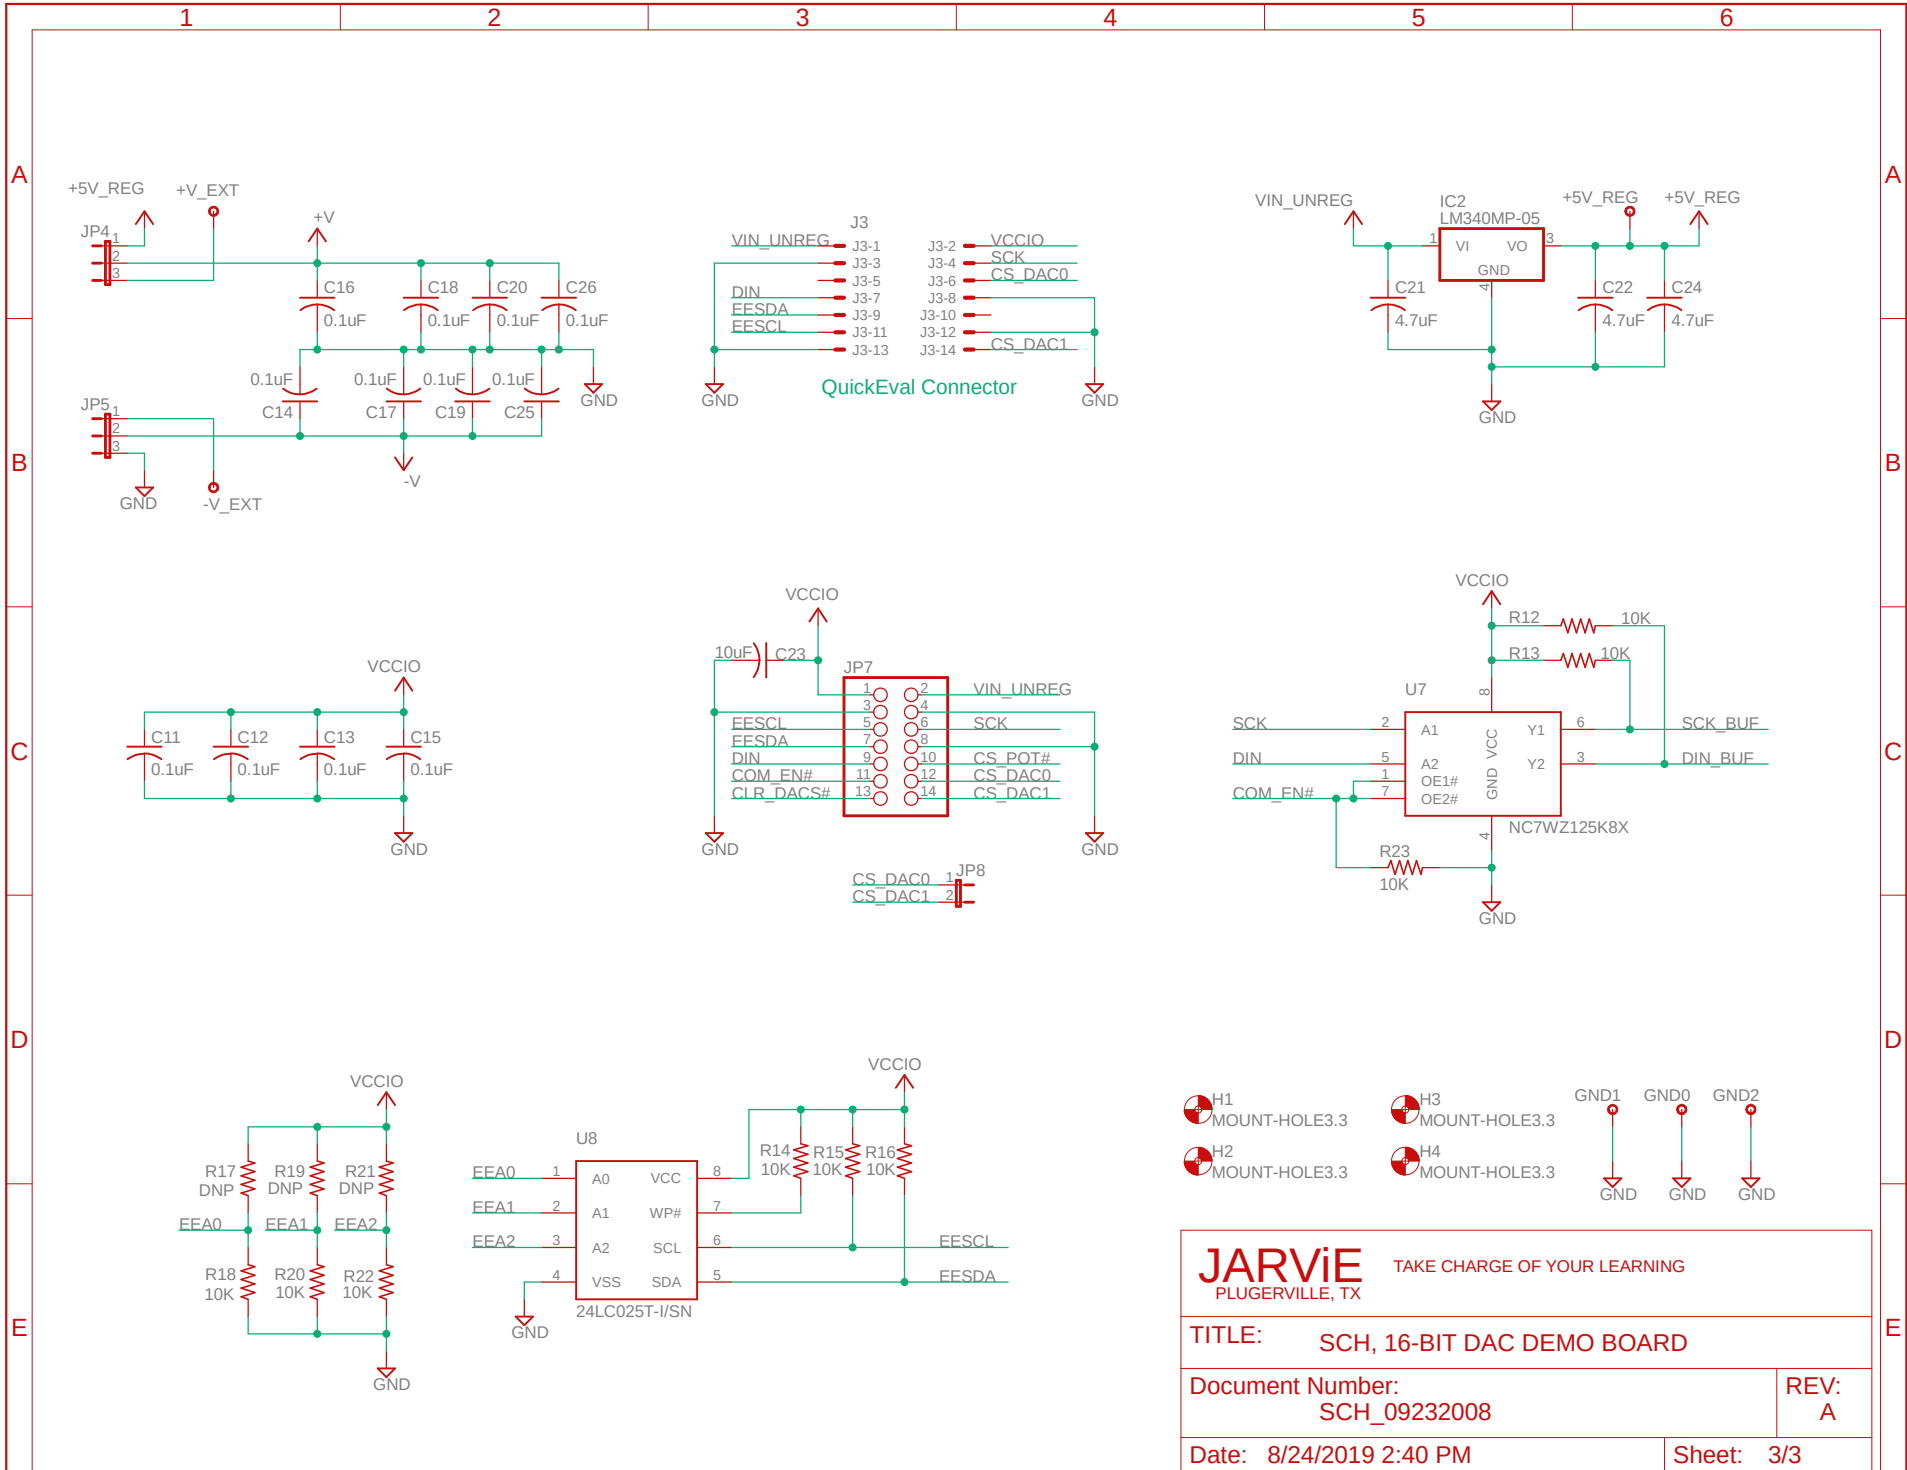 1 2 3 4 5 6
A A
B B
C C
D D
E E
+5V_REG +V_EXT
+V
JP4
1
2
3
C16 C18 C20 C26
0.1uF 0.1uF 0.1uF 0.1uF
0.1uF 0.1uF 0.1uF 0.1uF
C14 C17 C19 C25
GND
JP5
1
2
3
GND
-V_EXT
-V
J3
VIN_UNREG J3-1 J3-2 VCCIO
J3-3 J3-4 SCK
J3-5 J3-6 CS_DAC0
DIN J3-7 J3-8
EESDA J3-9 J3-10
EESCL J3-11 J3-12
J3-13 J3-14 CS_DAC1
QuickEval Connector
GND GND
VIN_UNREG
IC2
LM340MP-05
+5V_REG +5V_REG
1 VI VO 3
GND
4
C21 C22 C24
4.7uF 4.7uF 4.7uF
GND
VCCIO
C11 C12 C13 C15
0.1uF 0.1uF 0.1uF 0.1uF
GND
VCCIO
10uF C23
JP7
1 2 VIN_UNREG
3 4
EESCL 5 6 SCK
EESDA 7 8
DIN 9 10 CS_POT#
COM_EN# 11 12 CS_DAC0
CLR_DACS# 13 14 CS_DAC1
GND GND
JP8
CS_DAC0 1
CS_DAC1 2
VCCIO
R12 10K
R13 10K
U7
8
SCK 2 A1 Y1 6 SCK_BUF
DIN 5 A2 Y2 3 DIN_BUF
1 OE1#
COM_EN# 7 OE2#
GND VCC
4
NC7WZ125K8X
R23
10K
GND
VCCIO
R17 R19 R21
DNP DNP DNP
EEA0 EEA1 EEA2
R18 R20 R22
10K 10K 10K
GND
VCCIO
U8
R14 R15 R16
10K 10K 10K
EEA0 1 A0 VCC 8
EEA1 2 A1 WP# 7
EEA2 3 A2 SCL 6 EESCL
4 VSS SDA 5 EESDA
24LC025T-I/SN
GND
H1
MOUNT-HOLE3.3
H3
MOUNT-HOLE3.3
H2
MOUNT-HOLE3.3
H4
MOUNT-HOLE3.3
GND1 GND0 GND2
GND GND GND
JARViE TAKE CHARGE OF YOUR LEARNING
PLUGERVILLE, TX
TITLE: SCH, 16-BIT DAC DEMO BOARD
Document Number:
SCH_09232008
REV:
A
Date: 8/24/2019 2:40 PM
Sheet: 3/3